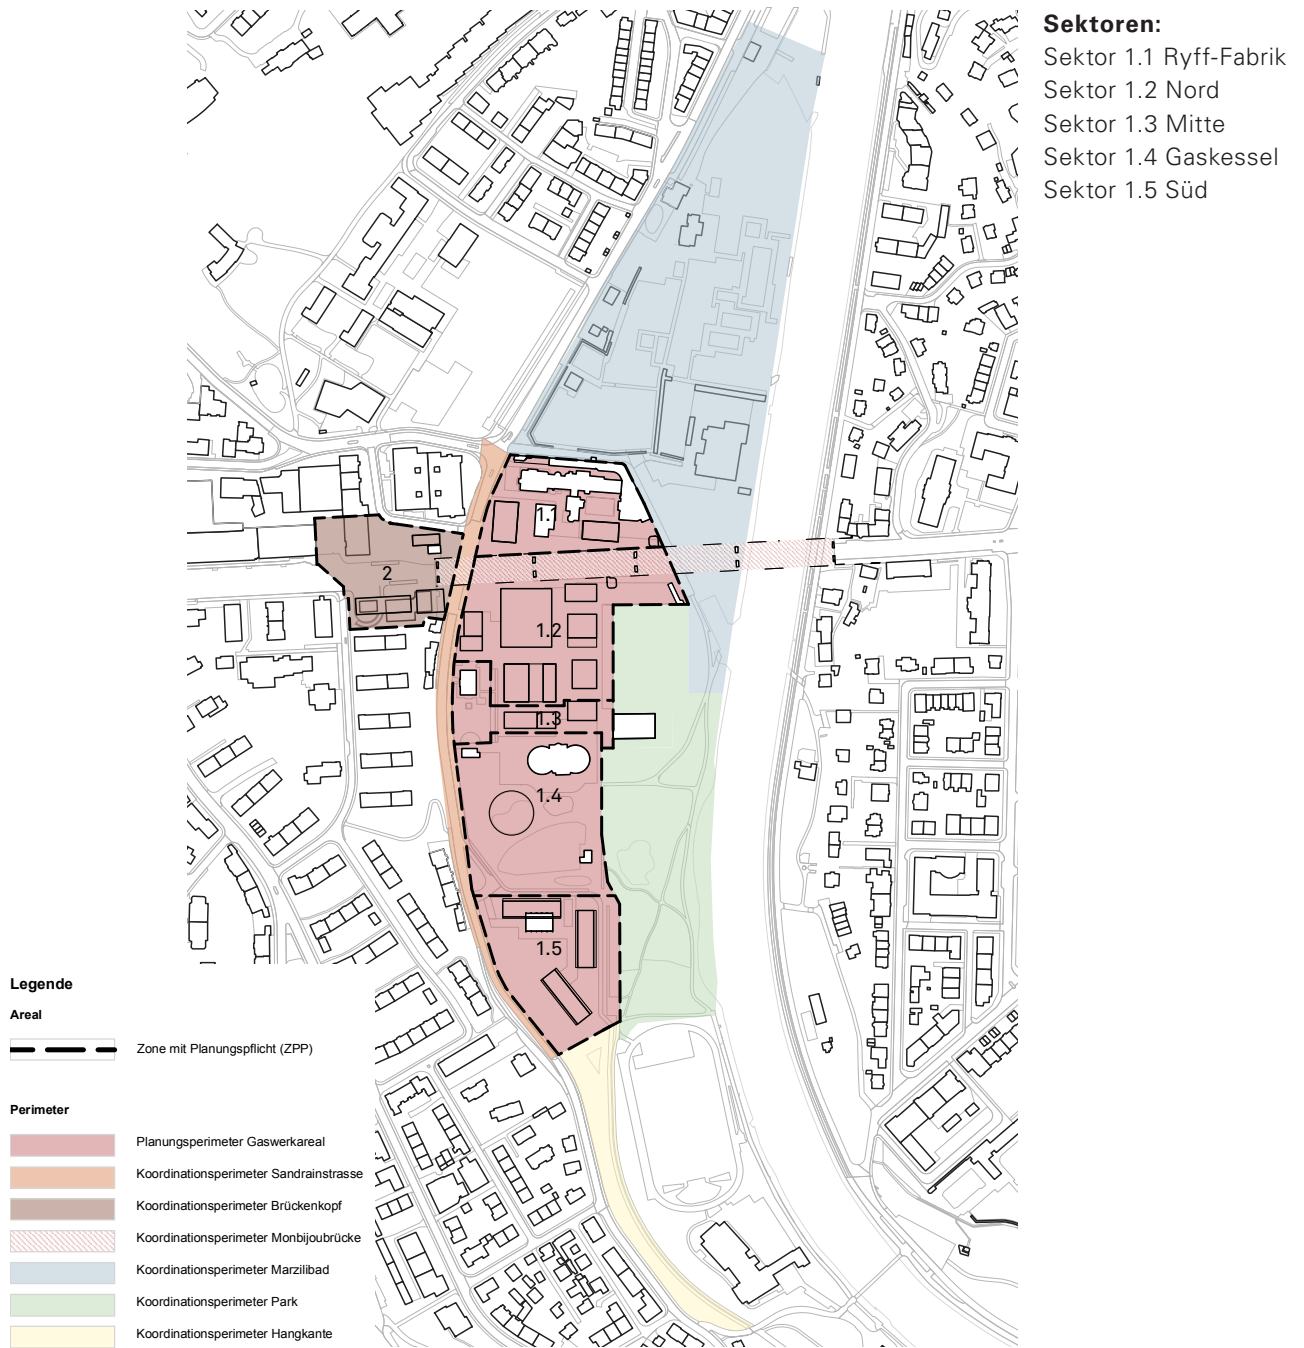 Sektoren:
Sektor 1.1 Ryff-Fabrik
Sektor 1.2 Nord
Sektor 1.3 Mitte
Sektor 1.4 Gaskessel
Sektor 1.5 Süd
1.
2
1.2
1.3
1.4
1.5
Legende
Areal
Zone mit Planungspflicht (ZPP)
Perimeter
Planungsperimeter Gaswerkareal
Koordinationsperimeter Sandrainstrasse
Koordinationsperimeter Brückenkopf
Koordinationsperimeter Monbijoubrücke
Koordinationsperimeter Marzilibad
Koordinationsperimeter Park
Koordinationsperimeter Hangkante